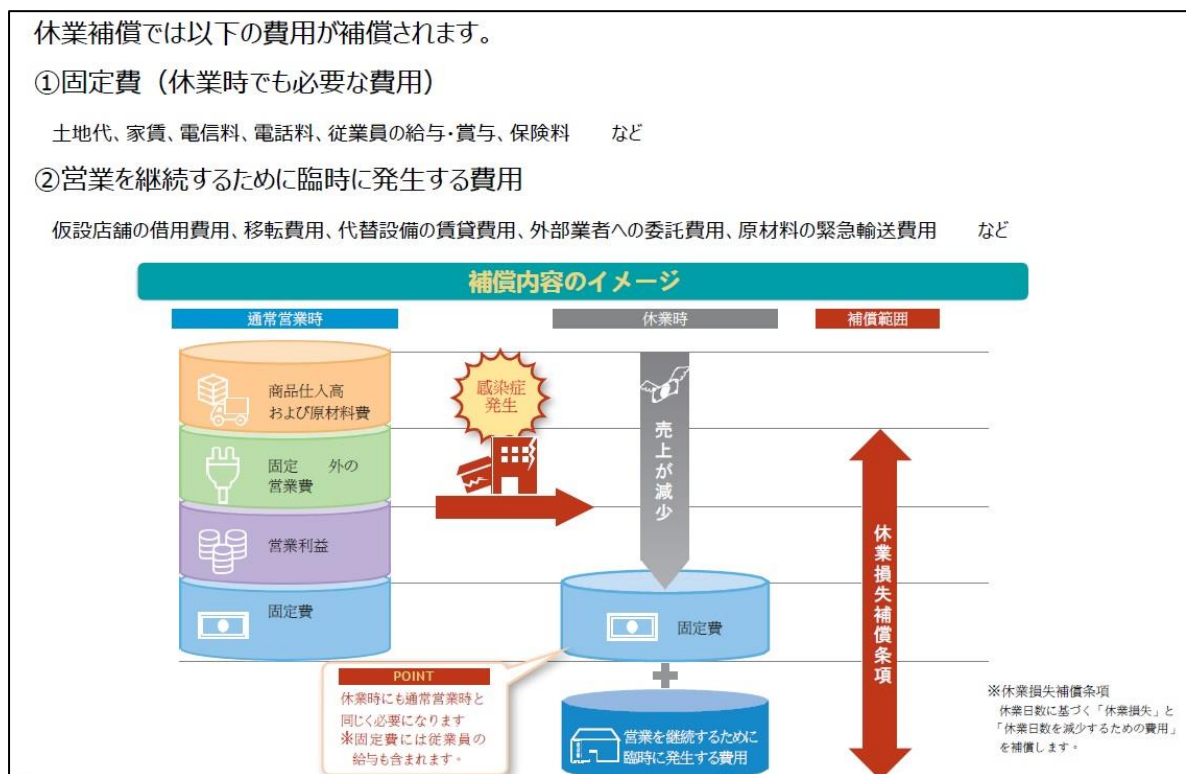 休業補償では以下の費用が補償されます。
①固定費（休業時でも必要な費用）
土地代、家賃、電信料、電話料、従業員の給与・賞与、保険料　　など
②営業を継続するために臨時に発生する費用
仮設店舗の借用費用、移転費用、代替設備の賃貸費用、外部業者への委託費用、原材料の緊急輸送費用　　など
補償内容のイメージ
通常営業時
休業時
補償範囲
商品仕入高
および原材料費
感染症
発生
売上が減少
固定　外の
営業費
営業利益
固定費
固定費
休業損失補償条項
POINT
休業時にも通常営業時と
同じく必要になります
※固定費には従業員の
給与も含まれます。
+
営業を継続するために
臨時に発生する費用
※休業損失補償条項
休業日数に基づく「休業損失」と
「休業日数を減少するための費用」
を補償します。